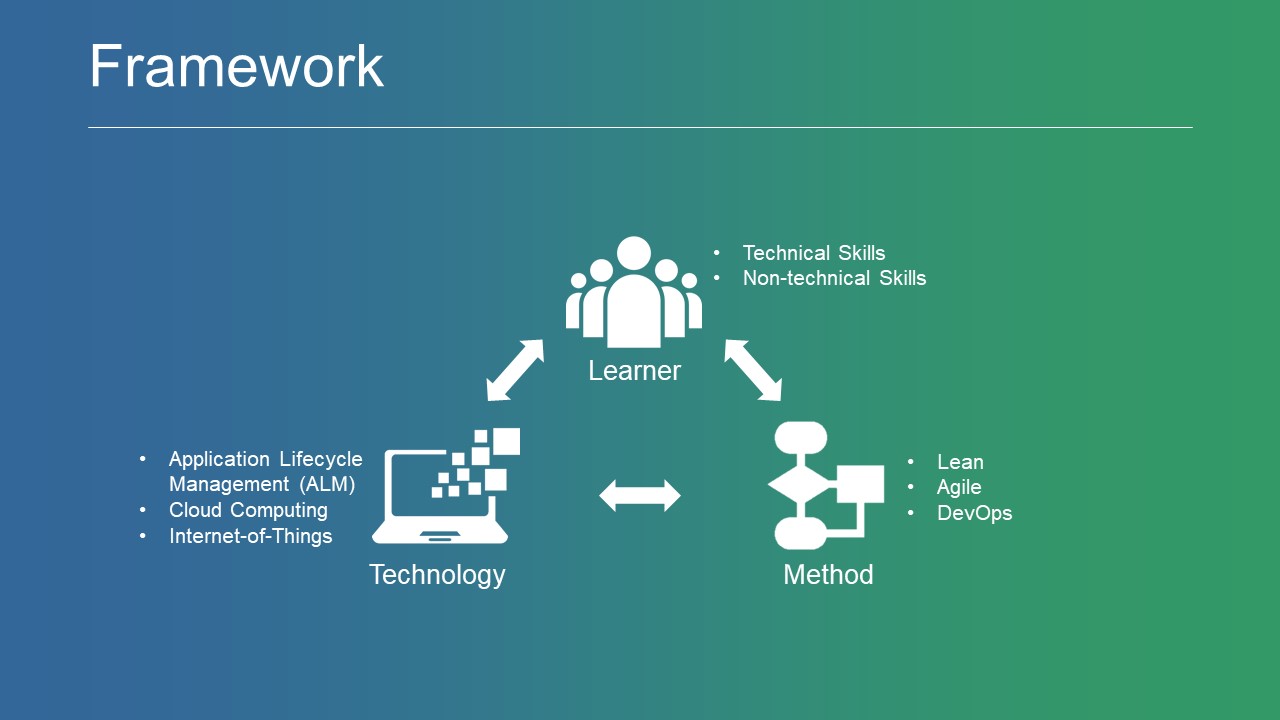 Framework
• Technical Skills
• Non-technical Skills
Learner
• Application Lifecycle
Management (ALM)
• Cloud Computing
• Internet-of-Things
Technology
• Lean
• Agile
• DevOps
Method